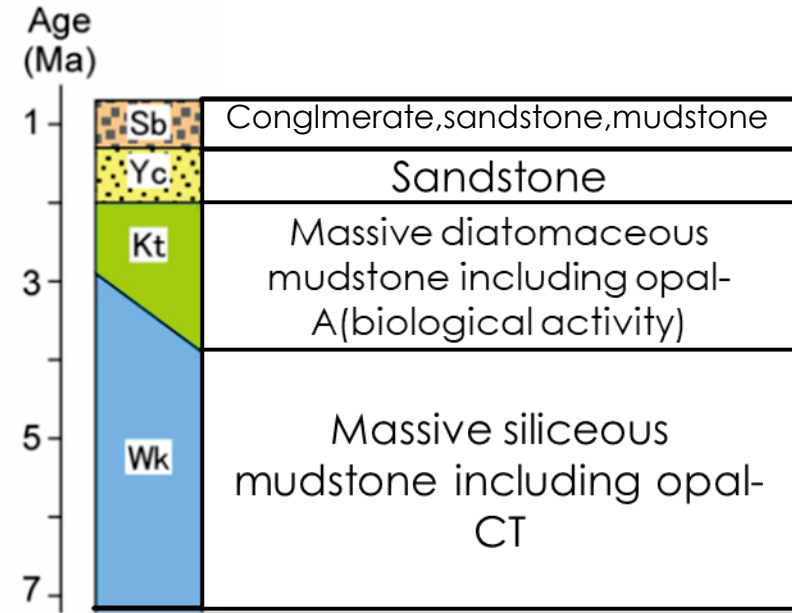 Age
(Ma)
1
Sb
Conglmerate,sandstone,mudstone
Yc
Sandstone
Kt
Massive diatomaceous
mudstone including opal-
A(biological activity)
3
5
Wk
Massive siliceous
mudstone including opal-
CT
7